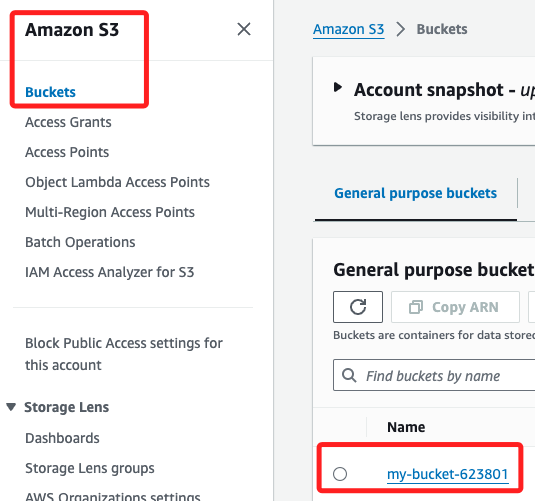 Amazon S3
Buckets
Access Grants
Access Points
Object Lambda Access Points
Multi-Region Access Points
Batch Operations
IAM Access Analyzer for S3
Block Public Access settings for
this account
Storage Lens
Dashboards
Storage Lens groups
AWS Organizations settings
Amazon S3 > Buckets
Account snapshot - up
Storage lens provides visibility int
General purpose buckets
General purpose bucket
Copy ARN
Buckets are containers for data store
Find buckets by name
Name
my-bucket-623801